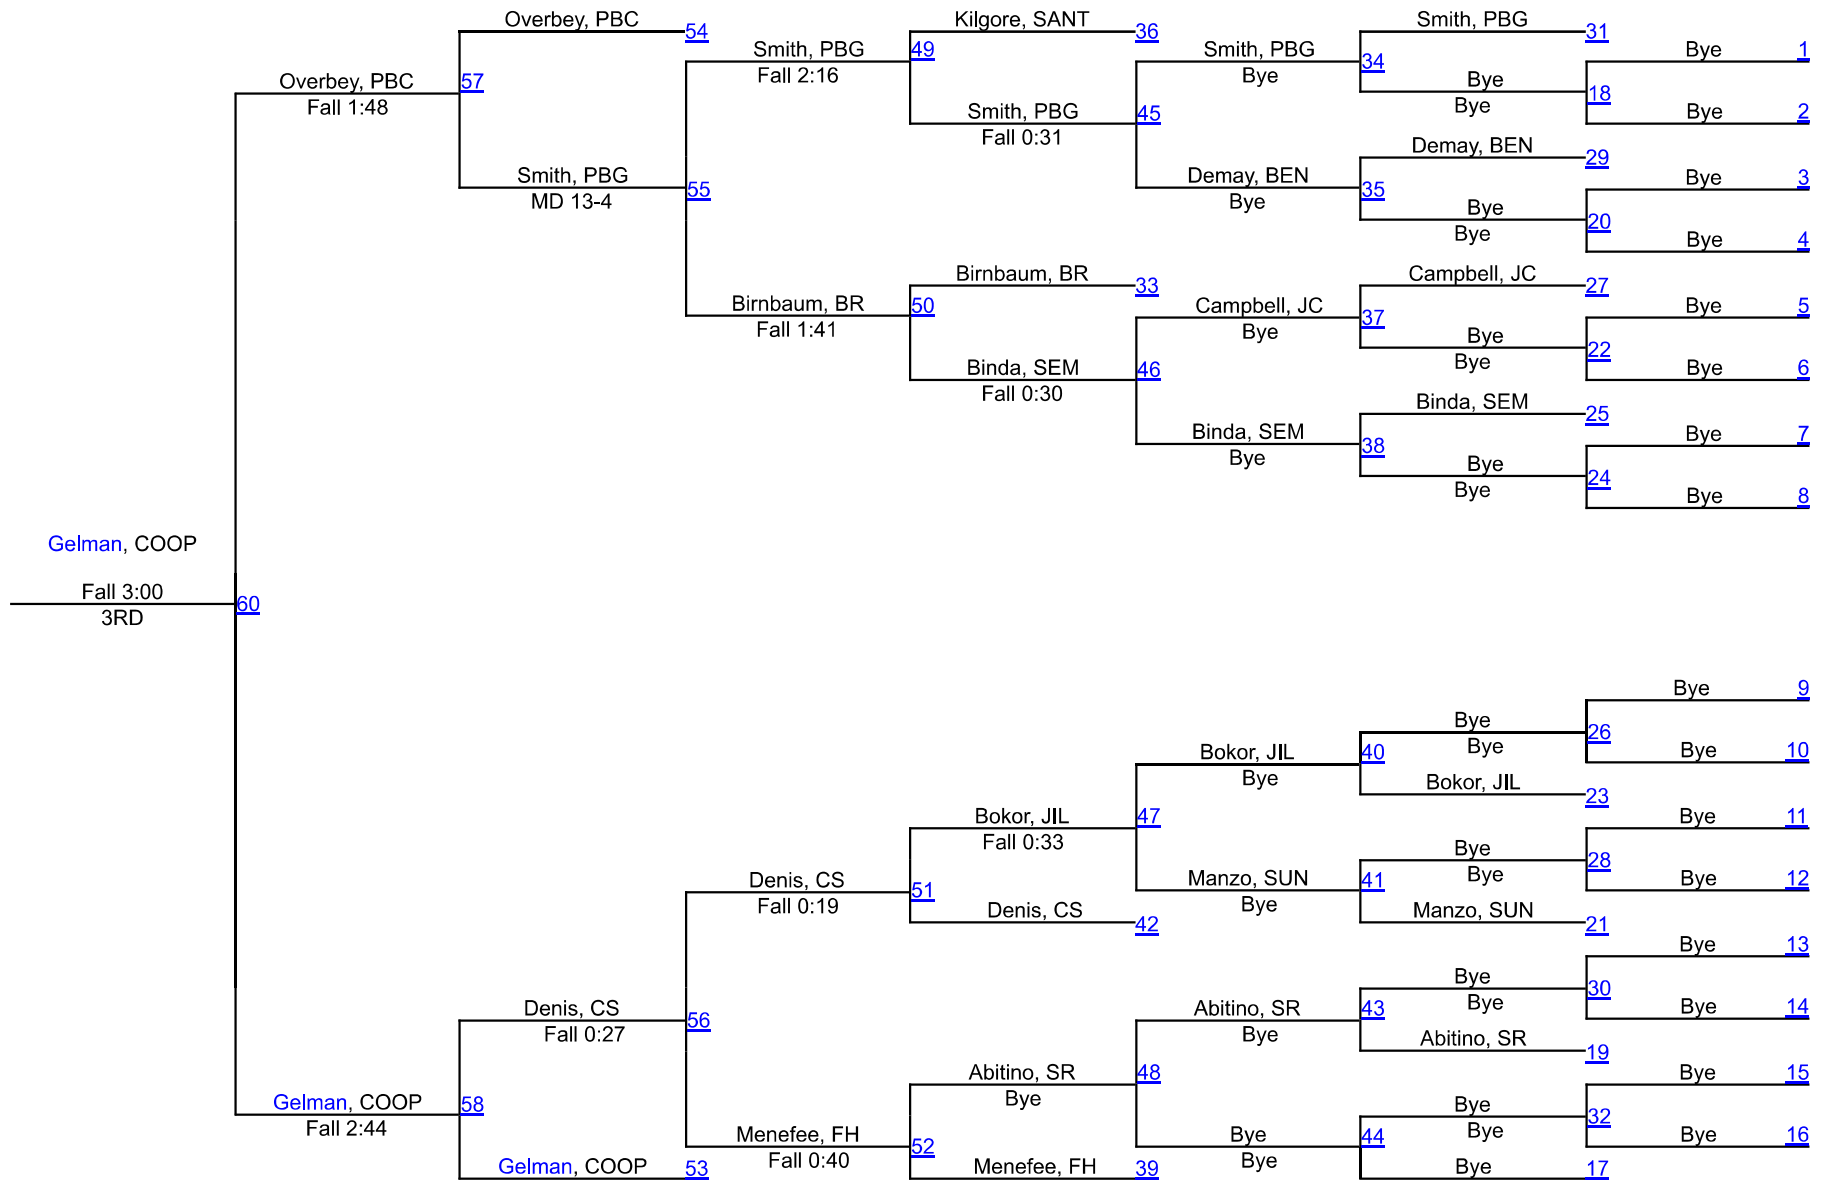 Overbey, PBC
54
Kilgore, SANT
36
Smith, PBG
31
Smith, PBG
49
Smith, PBG
34
Bye
1
Fall 2:16
Bye
Overbey, PBC
57
Bye
18
Fall 1:48
Bye
Smith, PBG
45
Bye
2
Fall 0:31
Demay, BEN
29
Smith, PBG
55
Demay, BEN
35
Bye
3
MD 13-4
Bye
Bye
20
Bye
Bye
4
Birnbaum, BR
33
Campbell, JC
27
Birnbaum, BR
50
Campbell, JC
37
Bye
5
Fall 1:41
Bye
Bye
22
Bye
Binda, SEM
46
Bye
6
Fall 0:30
Binda, SEM
25
Binda, SEM
38
Bye
7
Bye
Bye
24
Bye
Bye
8
Gelman, COOP
Fall 3:00
60
3RD
Bye
9
Bye
26
Bye
Bokor, JIL
40
Bye
10
Bye
Bokor, JIL
23
Bokor, JIL
47
Bye
11
Fall 0:33
Bye
28
Bye
Denis, CS
51
Manzo, SUN
41
Bye
12
Fall 0:19
Bye
Denis, CS
42
Manzo, SUN
21
Bye
13
Bye
30
Bye
Denis, CS
56
Abitino, SR
43
Bye
14
Fall 0:27
Bye
Abitino, SR
19
Abitino, SR
48
Bye
15
Bye
Gelman, COOP
58
Bye
32
Fall 2:44
Bye
Menefee, FH
52
Bye
44
Bye
16
Fall 0:40
Bye
Gelman, COOP
53
Menefee, FH
39
Bye
17